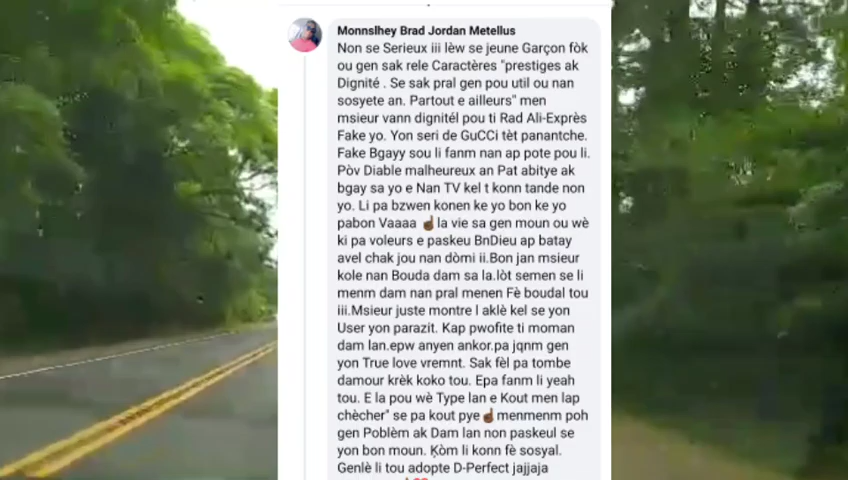 Monnslhey Brad Jordan Metellus
Non se Serieux iii lèw se jeune Garçon fòk
ou gen sak rele Caractères "prestiges ak
Dignité . Se sak pral gen pou util ou nan
sosyete an. Partout e ailleurs" men
msieur vann dignitél pou ti Rad Ali-Exprès
Fake yo. Yon seri de GuCCi tèt panantche.
Fake Bgayy sou li fanm nan ap pote pou li.
Pòv Diable malheureux an Pat abitye ak
bgay sa yo e Nan TV kel t konn tande non
yo. Li pa bzwen konen ke yo bon ke yo
pabon Vaaaa ☝🏾la vie sa gen moun ou wè
ki pa voleurs e paskeu BnDieu ap batay
avel chak jou nan dòmi ii.Bon jan msieur
kole nan Bouda dam sa la.lòt semen se li
menm dam nan pral menen Fè boudal tou
iii.Msieur juste montre l aklè kel se yon
User yon parazit. Kap pwofite ti moman
dam lan.epw anyen ankor.pa jqnm gen
yon True love vremnt. Sak fèl pa tombe
damour krèk koko tou. Epa fanm li yeah
tou. E la pou wè Type lan e Kout men lap
chècher" se pa kout pye☝🏾menmenm poh
gen Poblèm ak Dam lan non paskeul se
yon bon moun. Ķòm li konn fè sosyal.
Genlè li tou adopte D-Perfect jajjaja